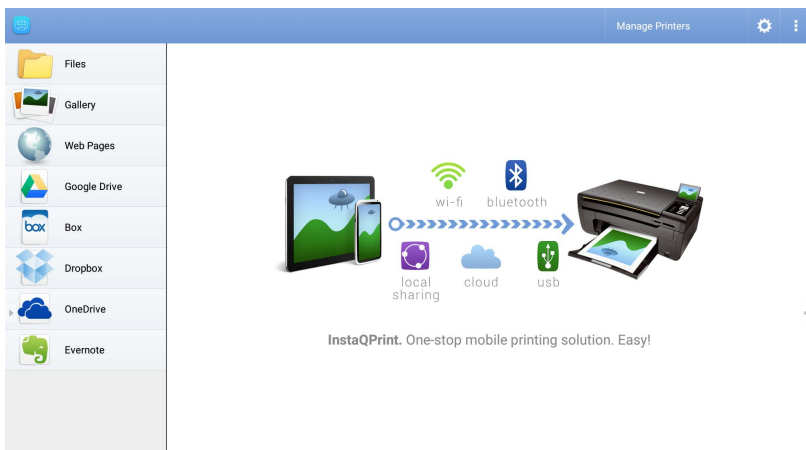 Manage Printers
Files
Gallery
Web Pages
Google Drive
box
Box
Dropbox
OneDrive
Evernote
wi-fi
bluetooth
local
sharing
cloud
usb
InstaQPrint. One-stop mobile printing solution. Easy!